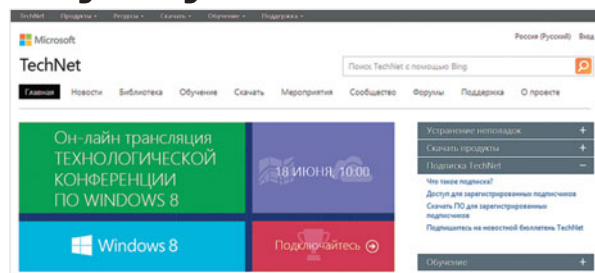 TechNet Продукты Ресурсы Скачать Обучение Поддержка
Microsoft
Россия (Русский) Вход
TechNet
Поиск TechNet с помощью Bing
Главная Новости Библиотека Обучение Скачать Мероприятия Сообщество Форумы Поддержка О проекте
Он-лайн трансляция
ТЕХНОЛОГИЧЕСКОЙ
КОНФЕРЕНЦИИ
ПО WINDOWS 8
18 ИЮНЯ, 10:00
Windows 8
Подключайтесь
Устранение неполадок +
Скачать продукты +
Подписка TechNet −
Что такое подписка?
Доступ для зарегистрированных подписчиков
Скачать ПО для зарегистрированных
подписчиков
Подпишитесь на новостной бюллетень TechNet
Обучение +